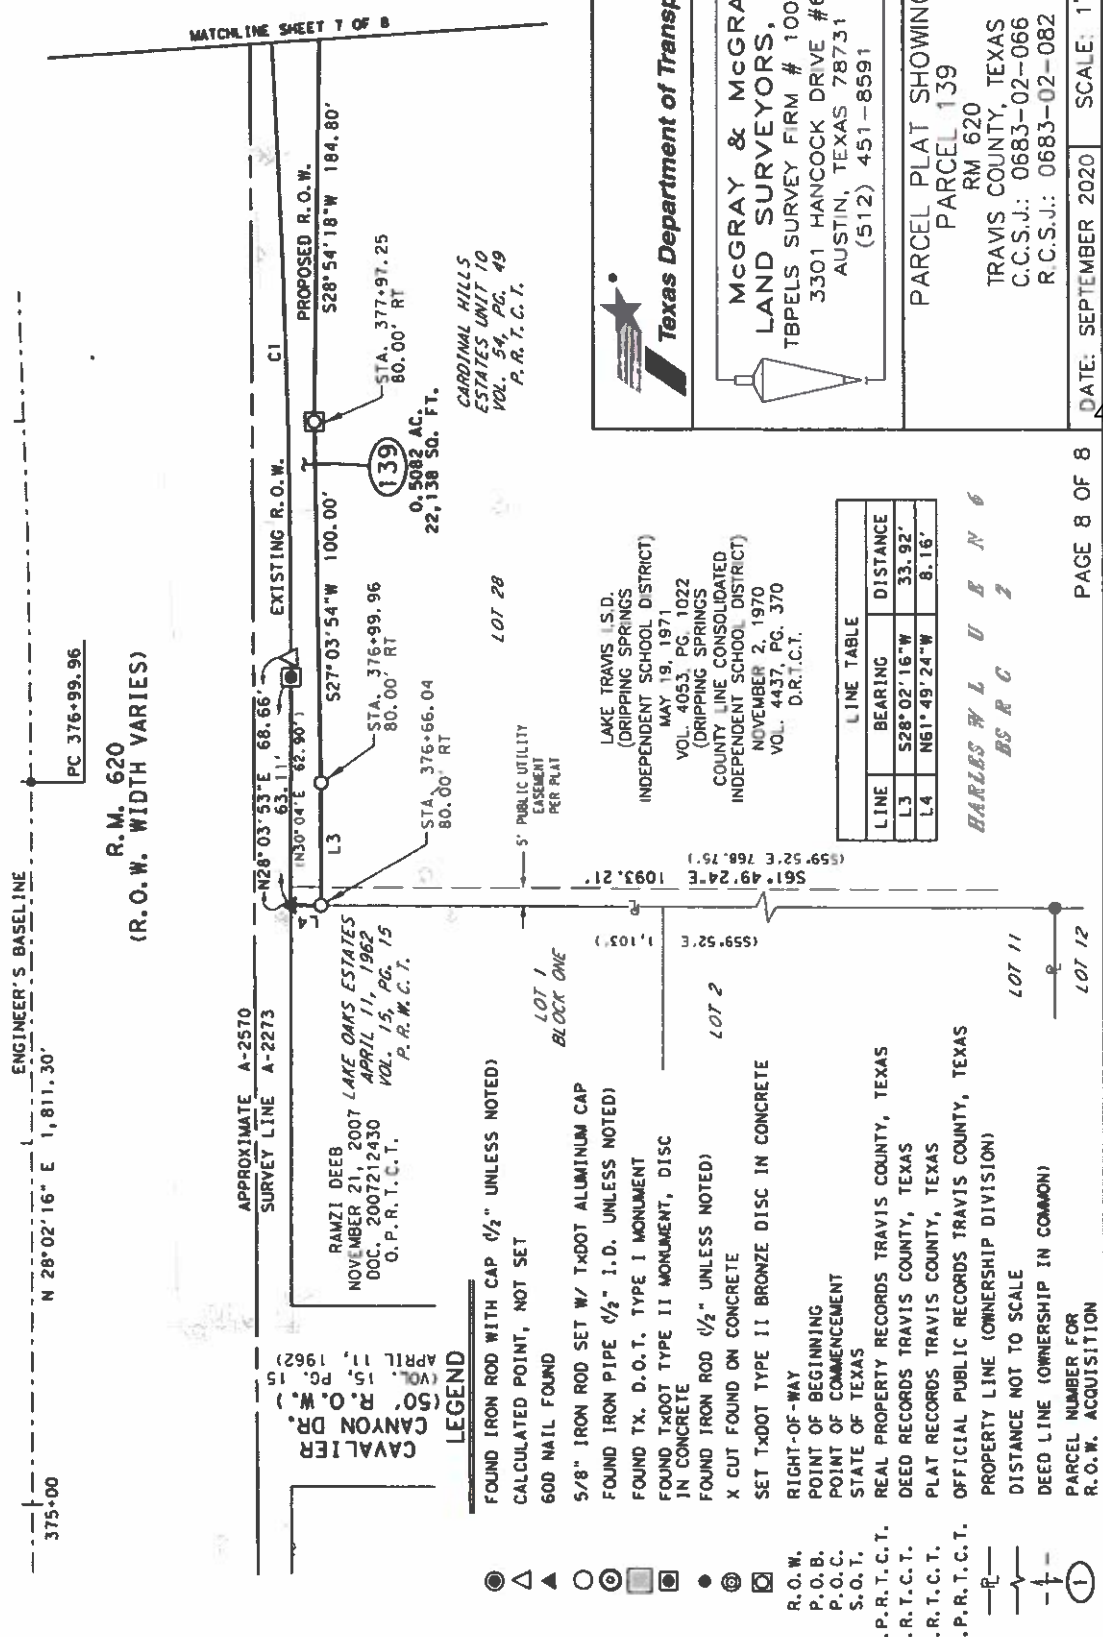 MATCHLINE SHEET 7 OF 8
ENGINEER'S BASELINE
375+00
N 28°02'16" E 1,811.30'
PC 376+99.96
R.M. 620
(R.O.W. WIDTH VARIES)
APPROXIMATE A-2570
SURVEY LINE A-2273
N28°03'53"E 68.66'
63.11'
(N30°04'E 62.90')
EXISTING R.O.W.
C1
PROPOSED R.O.W.
S28°54'18"W 184.80'
S27°03'54"W 100.00'
L3
L4
STA. 377+97.25
80.00' RT
STA. 376+99.96
80.00' RT
STA. 376+66.04
80.00' RT
139
0.5082 AC.
22,138 SQ. FT.
CARDINAL HILLS
ESTATES UNIT 10
VOL. 54, PG. 49
P.R.T.C.T.
LOT 28
5' PUBLIC UTILITY
EASEMENT
PER PLAT
CAVALIER
CANYON DR.
(50' R.O.W.)
(VOL. 15, PG. 15
APRIL 11, 1962)
RAMZI DEEB
NOVEMBER 21, 2007
DOC. 2007212430
O.P.R.T.C.T.
LAKE OAKS ESTATES
APRIL 11, 1962
VOL. 15, PG. 15
P.R.W.C.T.
LOT 1
BLOCK ONE
LOT 2
LOT 11
LOT 12
S61°49'24"E 1093.21'
(S59°52'E 768.75')
(S59°52'E 1,103')
LAKE TRAVIS I.S.D.
(DRIPPING SPRINGS
INDEPENDENT SCHOOL DISTRICT)
MAY 19, 1971
VOL. 4053, PG. 1022
(DRIPPING SPRINGS
COUNTY LINE CONSOLIDATED
INDEPENDENT SCHOOL DISTRICT)
NOVEMBER 2, 1970
VOL. 4437, PG. 370
D.R.T.C.T.
LINE TABLE
LINE BEARING DISTANCE
L3 S28°02'16"W 33.92'
L4 N61°49'24"W 8.16'
LEGEND
FOUND IRON ROD WITH CAP (1/2" UNLESS NOTED)
CALCULATED POINT, NOT SET
60D NAIL FOUND
5/8" IRON ROD SET W/ TxDOT ALUMINUM CAP
FOUND IRON PIPE (1/2" I.D. UNLESS NOTED)
FOUND TX. D.O.T. TYPE I MONUMENT
FOUND TxDOT TYPE II MONUMENT, DISC
IN CONCRETE
FOUND IRON ROD (1/2" UNLESS NOTED)
X CUT FOUND ON CONCRETE
SET TxDOT TYPE II BRONZE DISC IN CONCRETE
R.O.W. RIGHT-OF-WAY
P.O.B. POINT OF BEGINNING
P.O.C. POINT OF COMMENCEMENT
S.O.T. STATE OF TEXAS
.P.R.T.C.T. REAL PROPERTY RECORDS TRAVIS COUNTY, TEXAS
.R.T.C.T. DEED RECORDS TRAVIS COUNTY, TEXAS
.R.T.C.T. PLAT RECORDS TRAVIS COUNTY, TEXAS
.P.R.T.C.T. OFFICIAL PUBLIC RECORDS TRAVIS COUNTY, TEXAS
PROPERTY LINE (OWNERSHIP DIVISION)
DISTANCE NOT TO SCALE
DEED LINE (OWNERSHIP IN COMMON)
1 PARCEL NUMBER FOR
R.O.W. ACQUISITION
Texas Department of Transp
McGRAY & McGRA
LAND SURVEYORS,
TBPELS SURVEY FIRM # 100
3301 HANCOCK DRIVE #6
AUSTIN, TEXAS 78731
(512) 451-8591
PARCEL PLAT SHOWING
PARCEL 139
RM 620
TRAVIS COUNTY, TEXAS
C.C.S.J.: 0683-02-066
R.C.S.J.: 0683-02-082
DATE: SEPTEMBER 2020 SCALE: 1
PAGE 8 OF 8